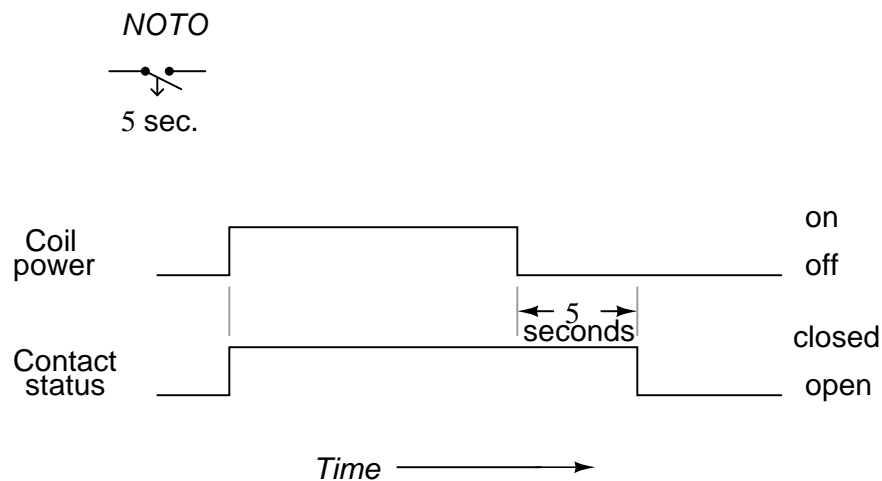 NOTO
5 sec.
Coil
power
on
off
5
seconds
Contact
status
closed
open
Time